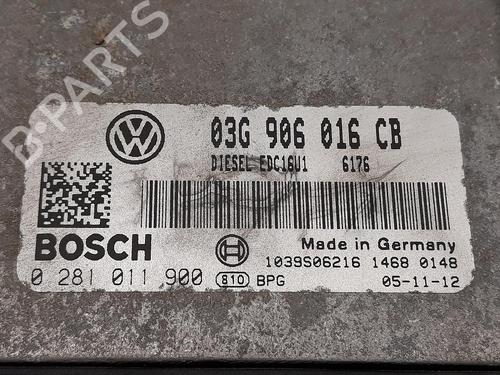 B-PARTS
03G 906 016 CB
DIESEL EDC16U1 6176
BOSCH
Made in Germany
1039S06216 1468 0148
0 281 011 900 810 BPG 05-11-12